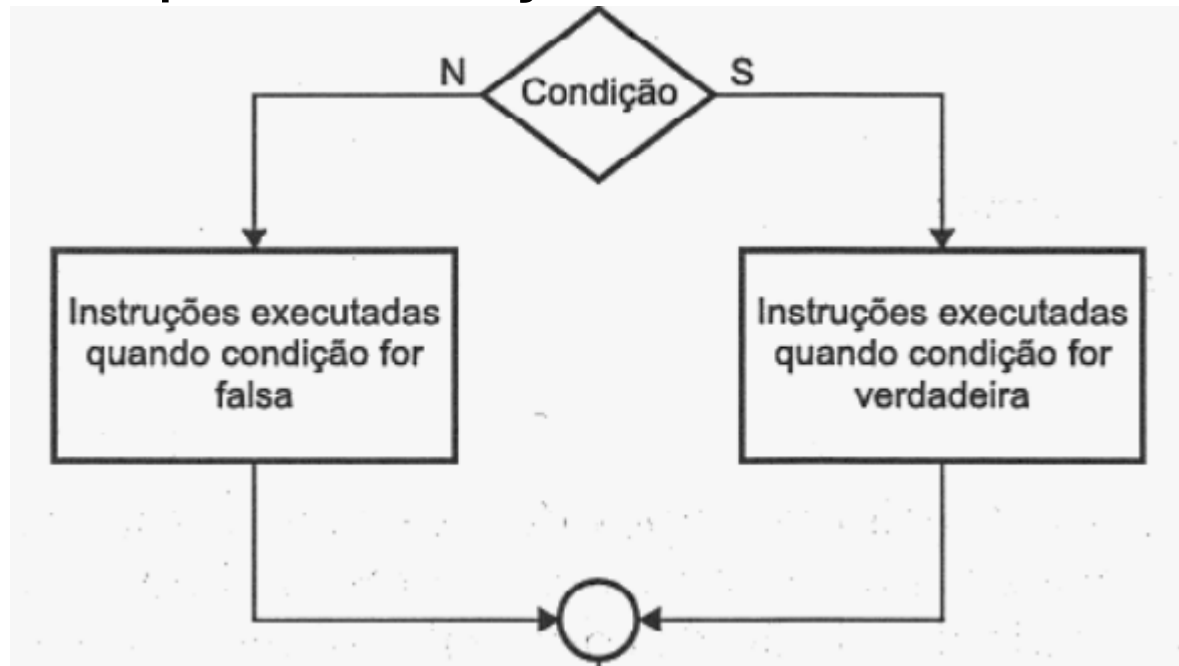 N
Condição
S
Instruções executadas
quando condição for
falsa
Instruções executadas
quando condição for
verdadeira